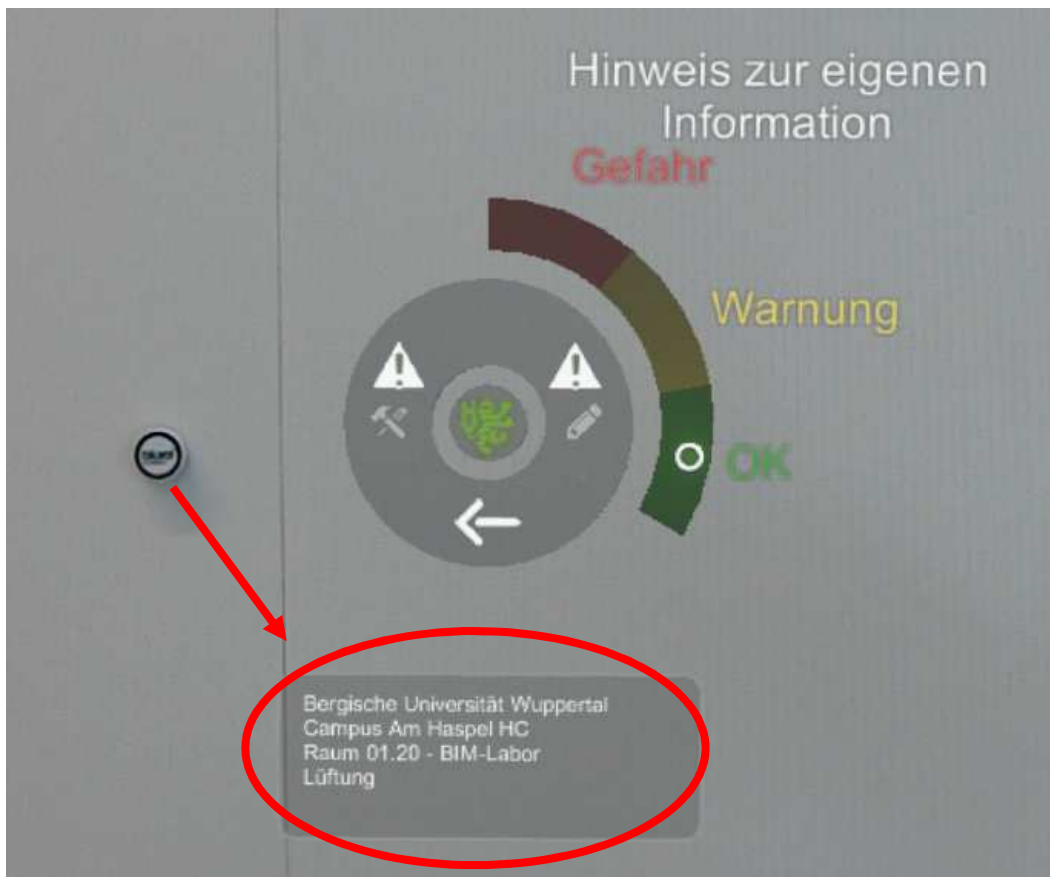 Hinweis zur eigenen
Information
Gefahr
Warnung
OK
Bergische Universität Wuppertal
Campus Am Haspel HC
Raum 01.20 - BIM-Labor
Lüftung